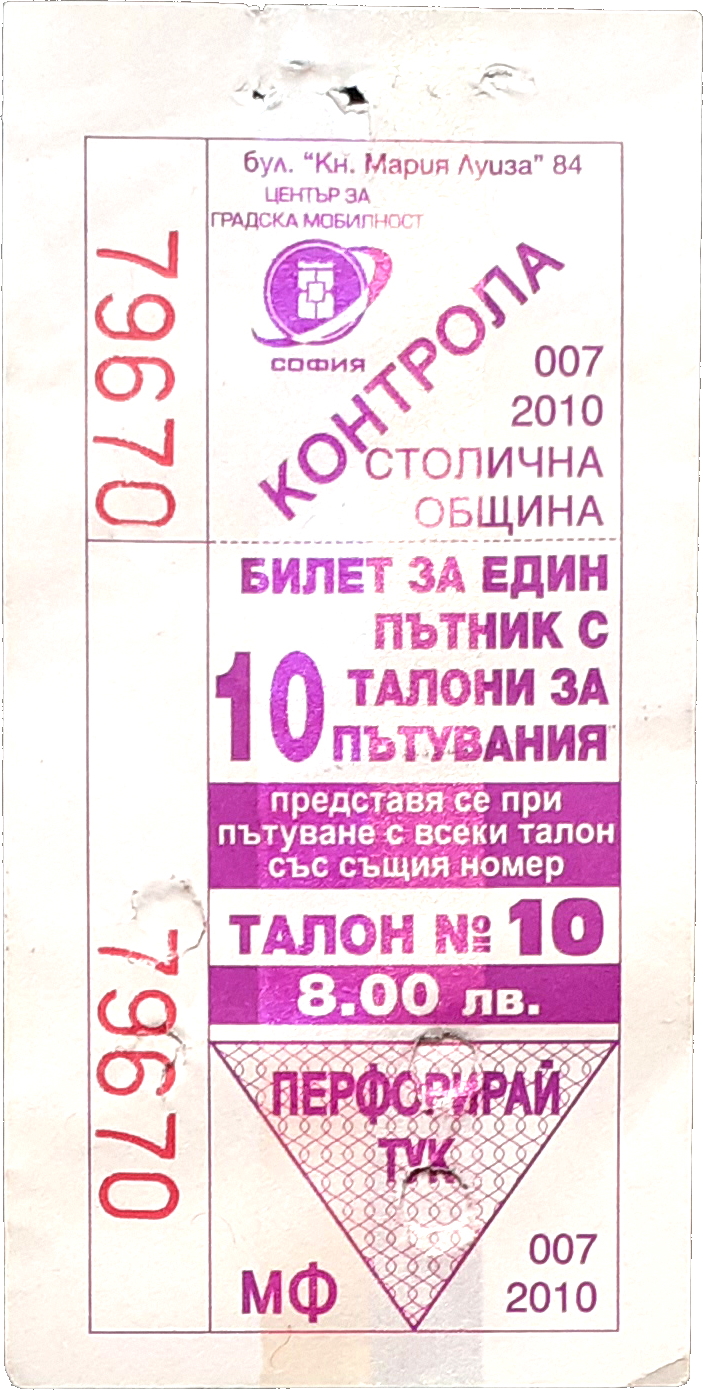 бул. "Кн. Мария Луиза" 84
ЦЕНТЪР ЗА
ГРАДСКА МОБИЛНОСТ
СОФИЯ
КОНТРОЛА
007
2010
СТОЛИЧНА
ОБЩИНА
79670
БИЛЕТ ЗА ЕДИН
ПЪТНИК С
10 ТАЛОНИ ЗА
ПЪТУВАНИЯ
представя се при
пътуване с всеки талон
със същия номер
ТАЛОН № 10
8.00 лв.
79670
ПЕРФОРИРАЙ
ТУК
007
МФ 2010